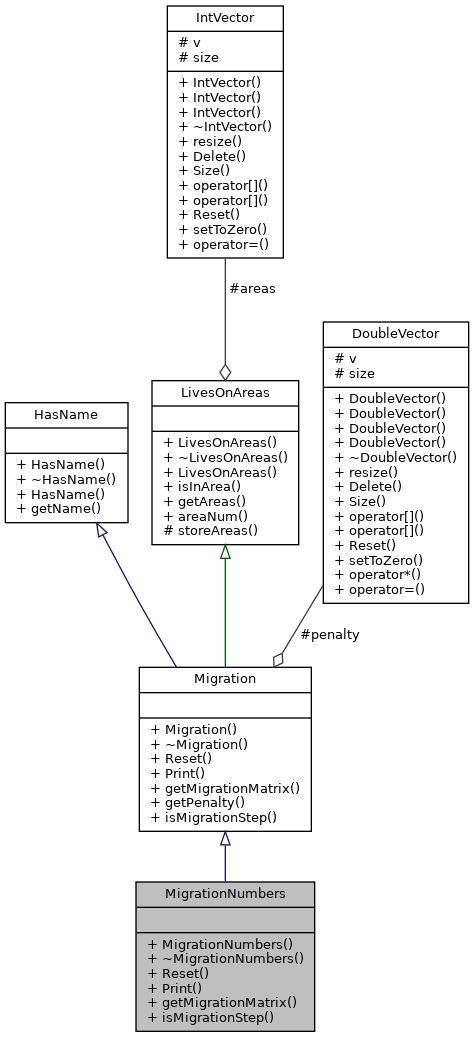 IntVector
# v
# size
+ IntVector()
+ IntVector()
+ IntVector()
+ ~IntVector()
+ resize()
+ Delete()
+ Size()
+ operator[]()
+ operator[]()
+ Reset()
+ setToZero()
+ operator=()
#areas
DoubleVector
# v
# size
+ DoubleVector()
+ DoubleVector()
+ DoubleVector()
+ DoubleVector()
+ ~DoubleVector()
+ resize()
+ Delete()
+ Size()
+ operator[]()
+ operator[]()
+ Reset()
+ setToZero()
+ operator*()
+ operator=()
LivesOnAreas
+ LivesOnAreas()
+ ~LivesOnAreas()
+ LivesOnAreas()
+ isInArea()
+ getAreas()
+ areaNum()
# storeAreas()
HasName
+ HasName()
+ ~HasName()
+ HasName()
+ getName()
#penalty
Migration
+ Migration()
+ ~Migration()
+ Reset()
+ Print()
+ getMigrationMatrix()
+ getPenalty()
+ isMigrationStep()
MigrationNumbers
+ MigrationNumbers()
+ ~MigrationNumbers()
+ Reset()
+ Print()
+ getMigrationMatrix()
+ isMigrationStep()